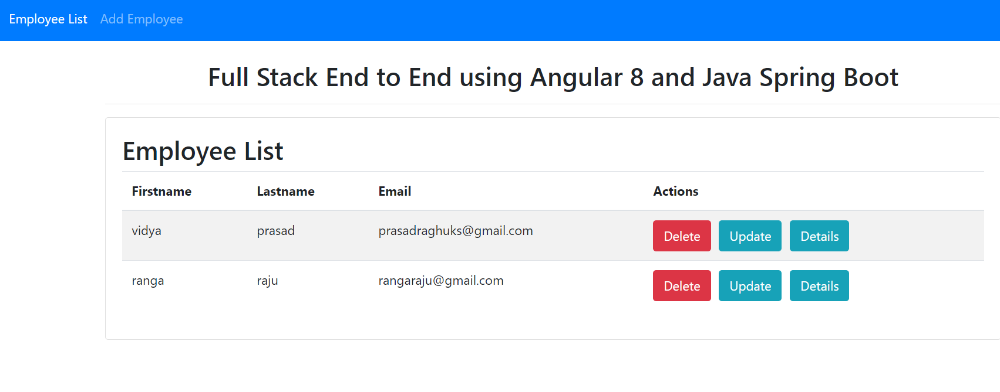 Employee List Add Employee
Full Stack End to End using Angular 8 and Java Spring Boot
Employee List
Firstname Lastname Email Actions
vidya prasad prasadraghuks@gmail.com Delete Update Details
ranga raju rangaraju@gmail.com Delete Update Details